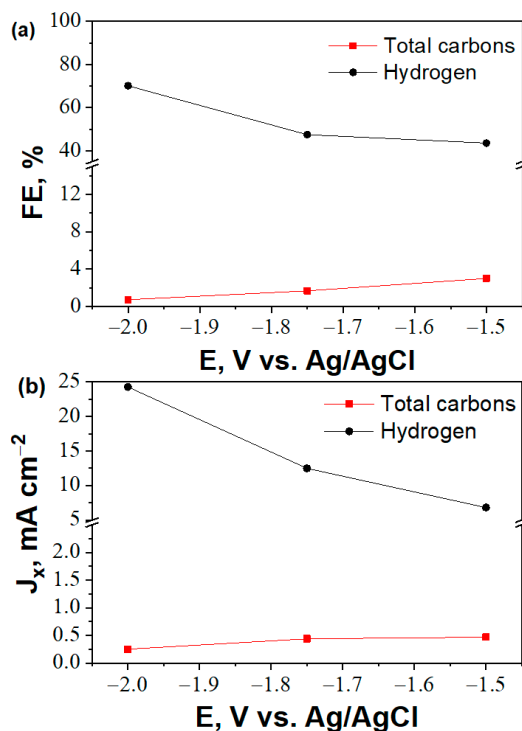 (a)
Total carbons
Hydrogen
100
80
60
40
12
8
4
0
FE, %
−2.0 −1.9 −1.8 −1.7 −1.6 −1.5
E, V vs. Ag/AgCl
(b)
Total carbons
Hydrogen
25
20
15
10
5
2.0
1.5
1.0
0.5
0.0
Jx, mA cm−2
−2.0 −1.9 −1.8 −1.7 −1.6 −1.5
E, V vs. Ag/AgCl